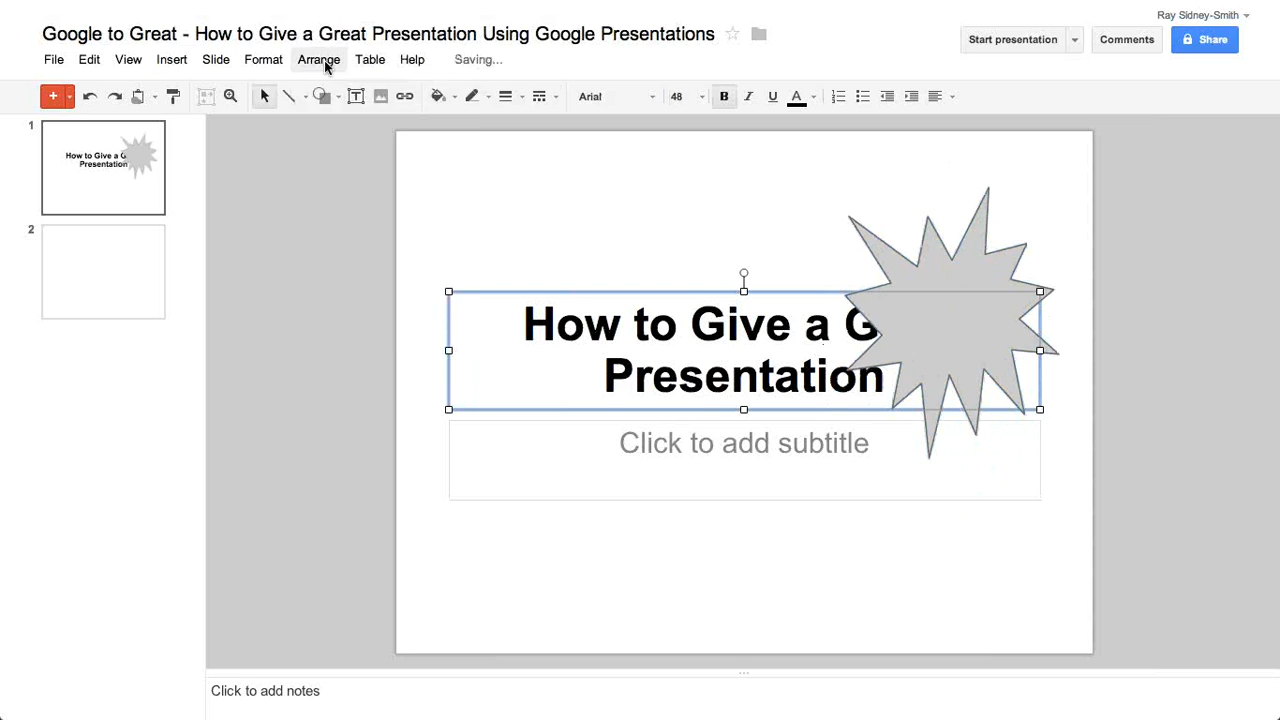 Ray Sidney-Smith
Google to Great - How to Give a Great Presentation Using Google Presentations
Start presentation
Comments
Share
File Edit View Insert Slide Format Arrange Table Help Saving...
Arial 48 B I U A
1
How to Give a G
Presentation
2
How to Give a G
Presentation
Click to add subtitle
Click to add notes